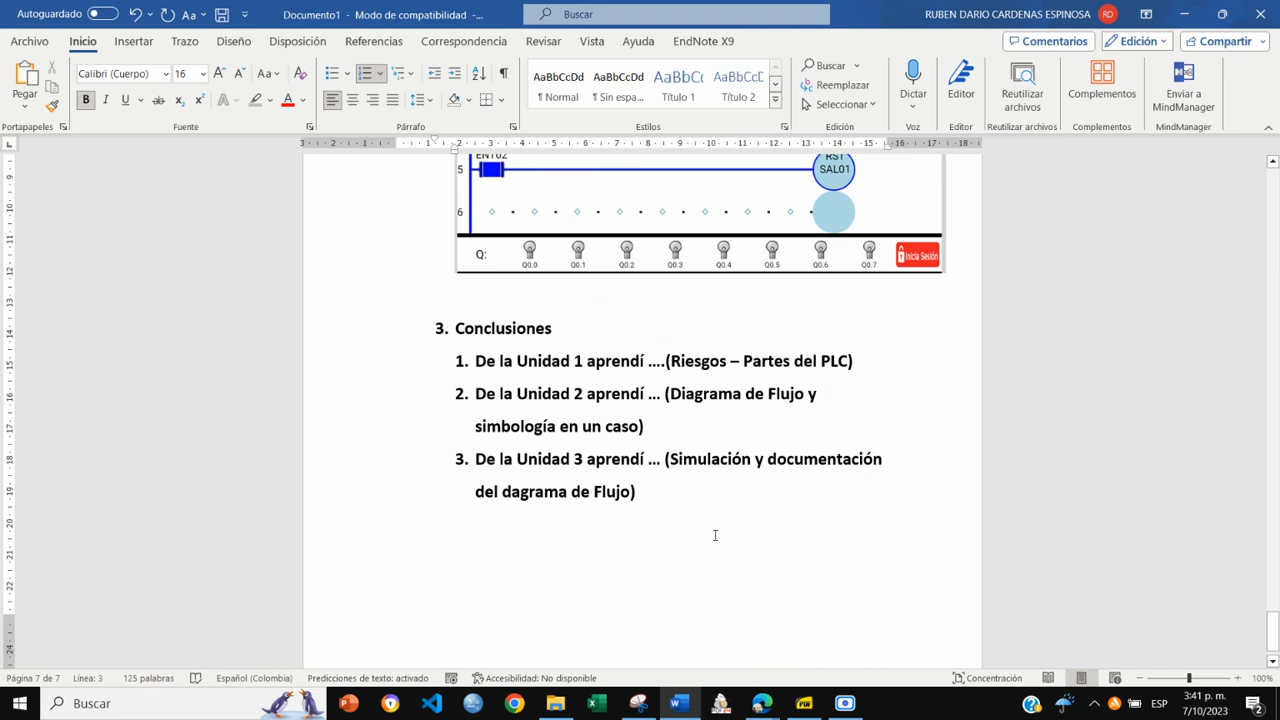 Autoguardado
Documento1 - Modo de compatibilidad -...
Buscar
RUBEN DARIO CARDENAS ESPINOSA
RD
Archivo
Inicio
Insertar
Trazo
Diseño
Disposición
Referencias
Correspondencia
Revisar
Vista
Ayuda
EndNote X9
Comentarios
Edición
Compartir
Pegar
Calibri (Cuerpo)
16
AaBbCcDd
AaBbCcDd
AaBbCc
AaBbCcD
¶ Normal
¶ Sin espa...
Título 1
Título 2
Buscar
Reemplazar
Seleccionar
Dictar
Editor
Reutilizar archivos
Complementos
Enviar a MindManager
Portapapeles
Fuente
Párrafo
Estilos
Edición
Voz
Editor
Reutilizar archivos
Complementos
MindManager
ENT02
RST
5
SAL01
6
Q:
Q0.0
Q0.1
Q0.2
Q0.3
Q0.4
Q0.5
Q0.6
Q0.7
Inicia Sesión
3. Conclusiones
1. De la Unidad 1 aprendí ....(Riesgos – Partes del PLC)
2. De la Unidad 2 aprendí ... (Diagrama de Flujo y
simbología en un caso)
3. De la Unidad 3 aprendí ... (Simulación y documentación
del dagrama de Flujo)
Página 7 de 7
Línea: 3
125 palabras
Español (Colombia)
Predicciones de texto: activado
Accesibilidad: No disponible
Concentración
100%
Buscar
ESP
3:41 p. m.
7/10/2023